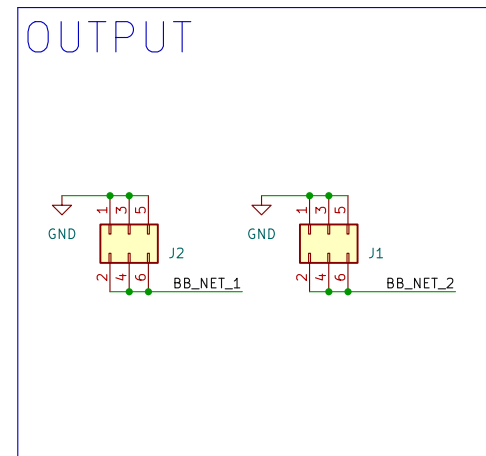 OUTPUT
1 3 5 1 3 5
GND GND
J2 J1
2 4 6 2 4 6
BB_NET_1 BB_NET_2